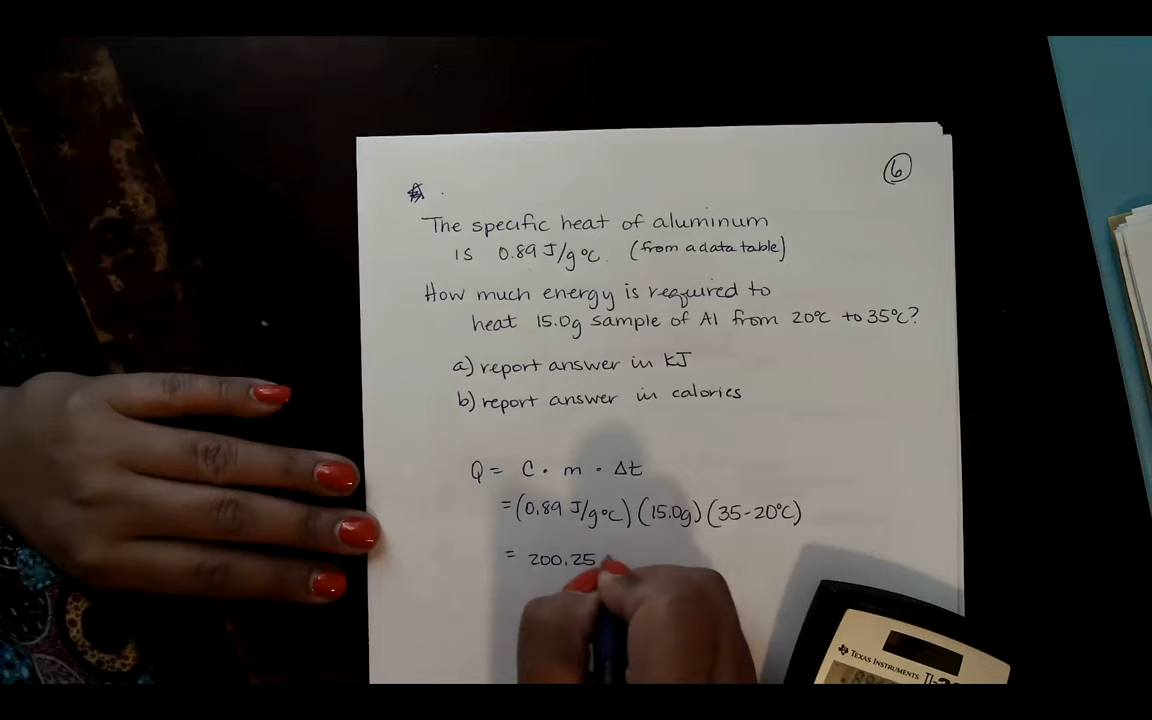 6
The specific heat of aluminum
is 0.89 J/g°C. (from a data table)
How much energy is required to
heat 15.0g sample of Al from 20°C to 35°C?
a) report answer in kJ
b) report answer in calories
Q = C · m · Δt
= (0.89 J/g°C) (15.0g) (35-20°C)
= 200.25
TEXAS INSTRUMENTS